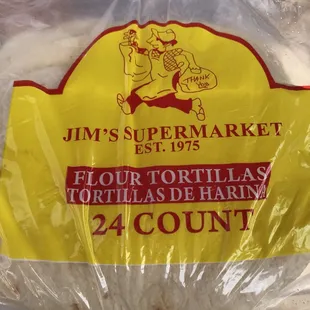 THANK
YOU
JIM'S SUPERMARKET
EST. 1975
FLOUR TORTILLAS
TORTILLAS DE HARINA
24 COUNT